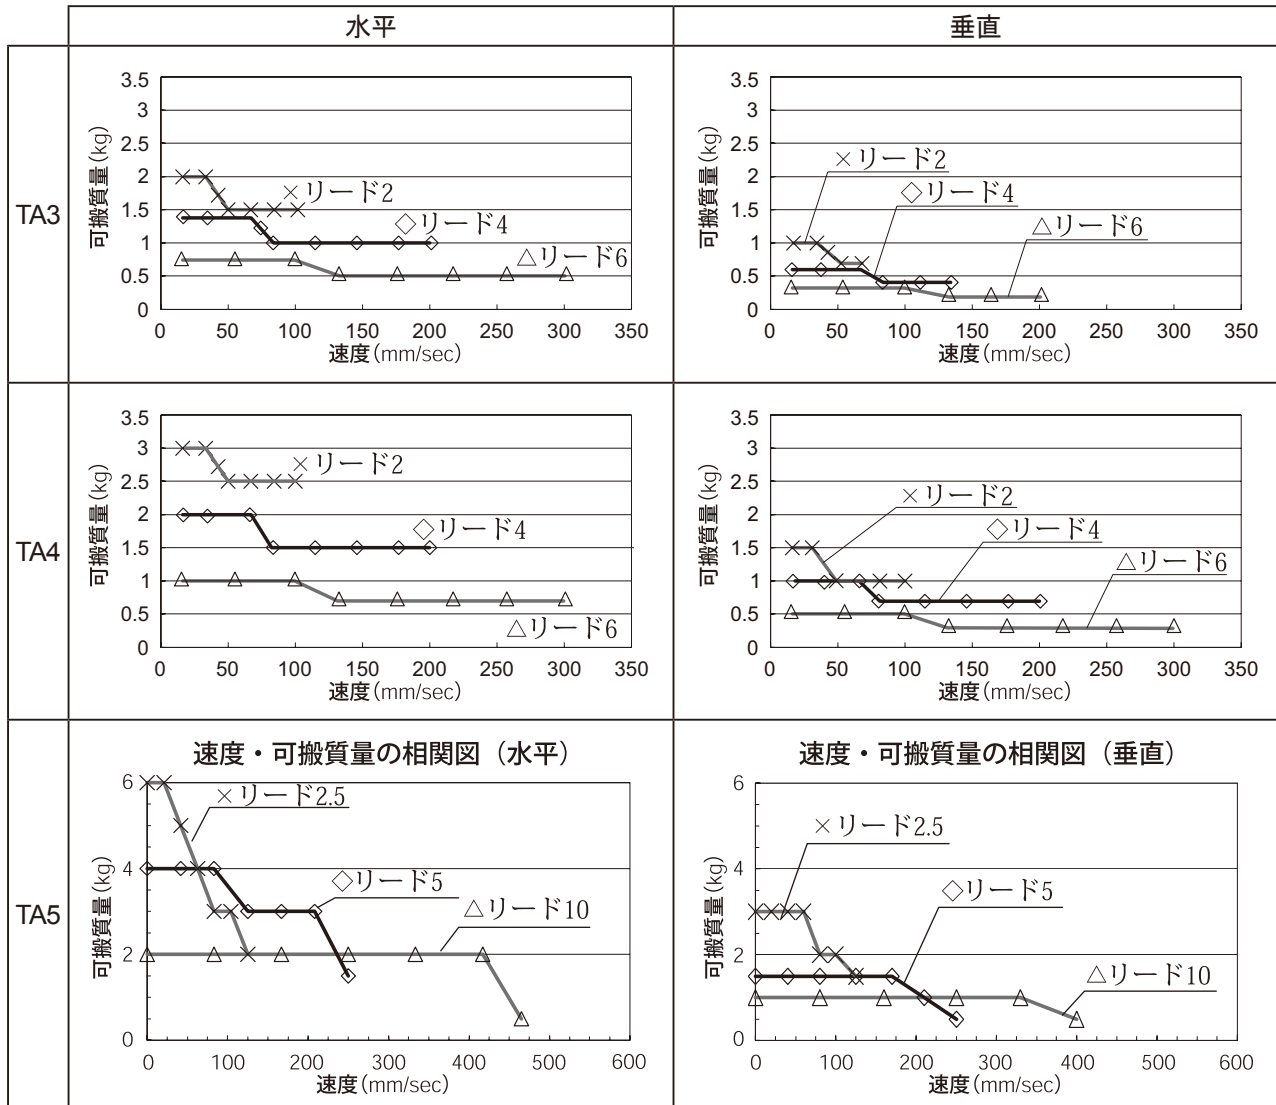 水平
垂直
TA3
可搬質量(kg)
3.5
3
2.5
2
1.5
1
0.5
0
×リード2
◇リード4
△リード6
0 50 100 150 200 250 300 350
速度(mm/sec)
可搬質量(kg)
3.5
3
2.5
2
1.5
1
0.5
0
×リード2
◇リード4
△リード6
0 50 100 150 200 250 300 350
速度(mm/sec)
TA4
可搬質量(kg)
3.5
3
2.5
2
1.5
1
0.5
0
×リード2
◇リード4
△リード6
0 50 100 150 200 250 300 350
速度(mm/sec)
可搬質量(kg)
3.5
3
2.5
2
1.5
1
0.5
0
×リード2
◇リード4
△リード6
0 50 100 150 200 250 300 350
速度(mm/sec)
TA5
速度・可搬質量の相関図（水平）
可搬質量(kg)
6
4
2
0
×リード2.5
◇リード5
△リード10
0 100 200 300 400 500 600
速度(mm/sec)
速度・可搬質量の相関図（垂直）
可搬質量(kg)
6
4
2
0
×リード2.5
◇リード5
△リード10
0 100 200 300 400 500 600
速度(mm/sec)